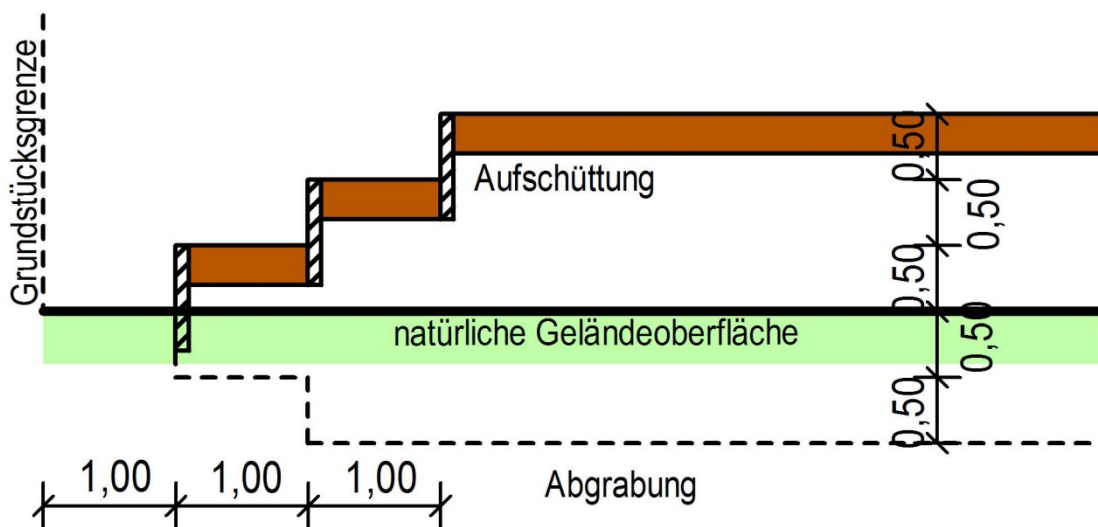 Grundstücksgrenze
0,50
Aufschüttung
0,50
0,50
natürliche Geländeoberfläche
0,50
0,50
1,00
1,00
1,00
Abgrabung